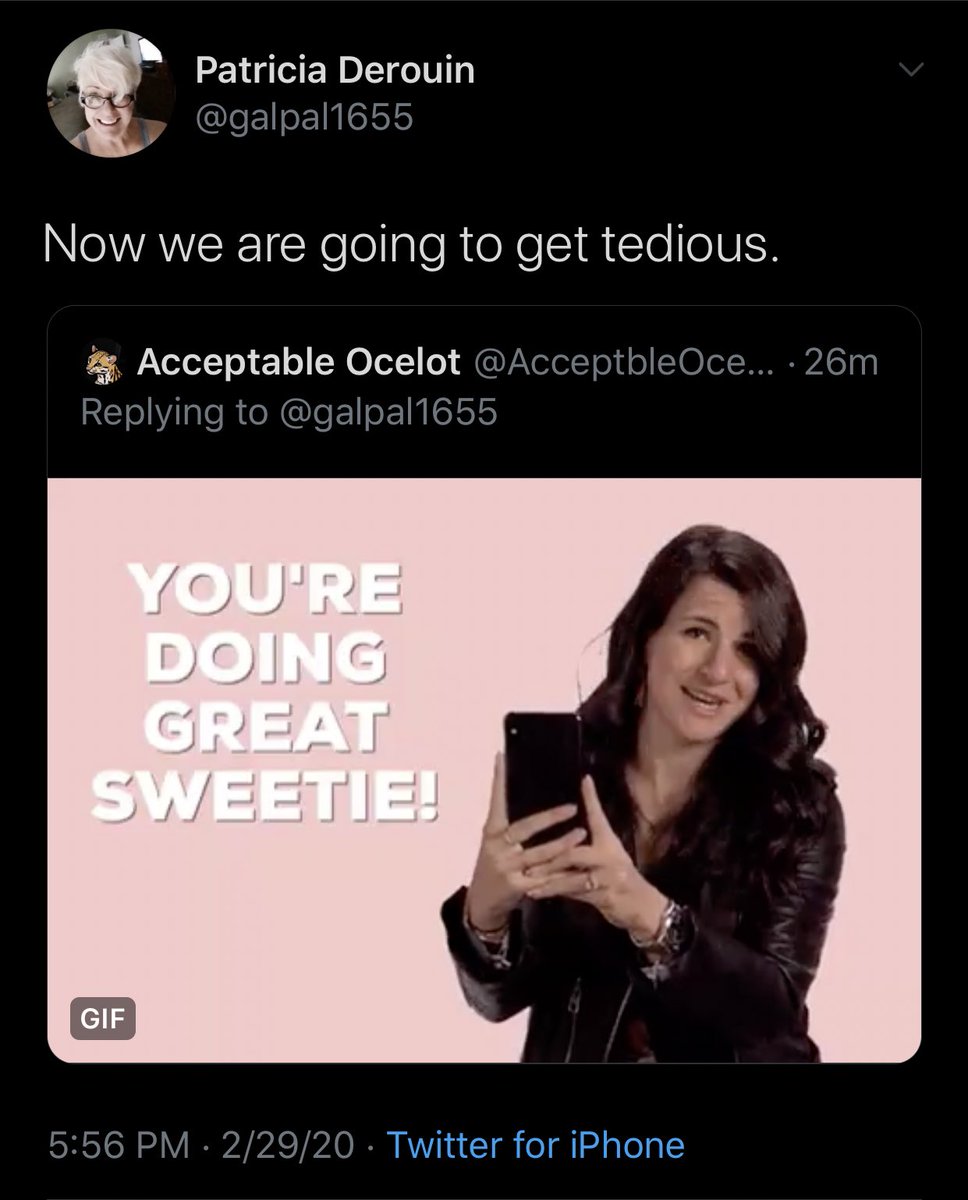 Patricia Derouin
@galpal1655
Now we are going to get tedious.
Acceptable Ocelot @AcceptbleOce... · 26m
Replying to @galpal1655
YOU'RE
DOING
GREAT
SWEETIE!
GIF
5:56 PM · 2/29/20 · Twitter for iPhone